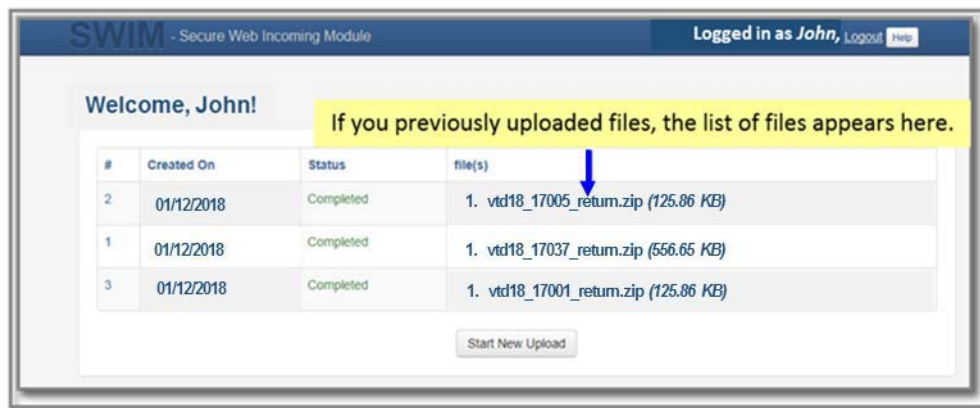 SWIM - Secure Web Incoming Module Logged in as John, Logout Help
Welcome, John!
If you previously uploaded files, the list of files appears here.
# Created On Status file(s)
2 01/12/2018 Completed 1. vtd18_17005_return.zip (125.86 KB)
1 01/12/2018 Completed 1. vtd18_17037_return.zip (556.65 KB)
3 01/12/2018 Completed 1. vtd18_17001_return.zip (125.86 KB)
Start New Upload